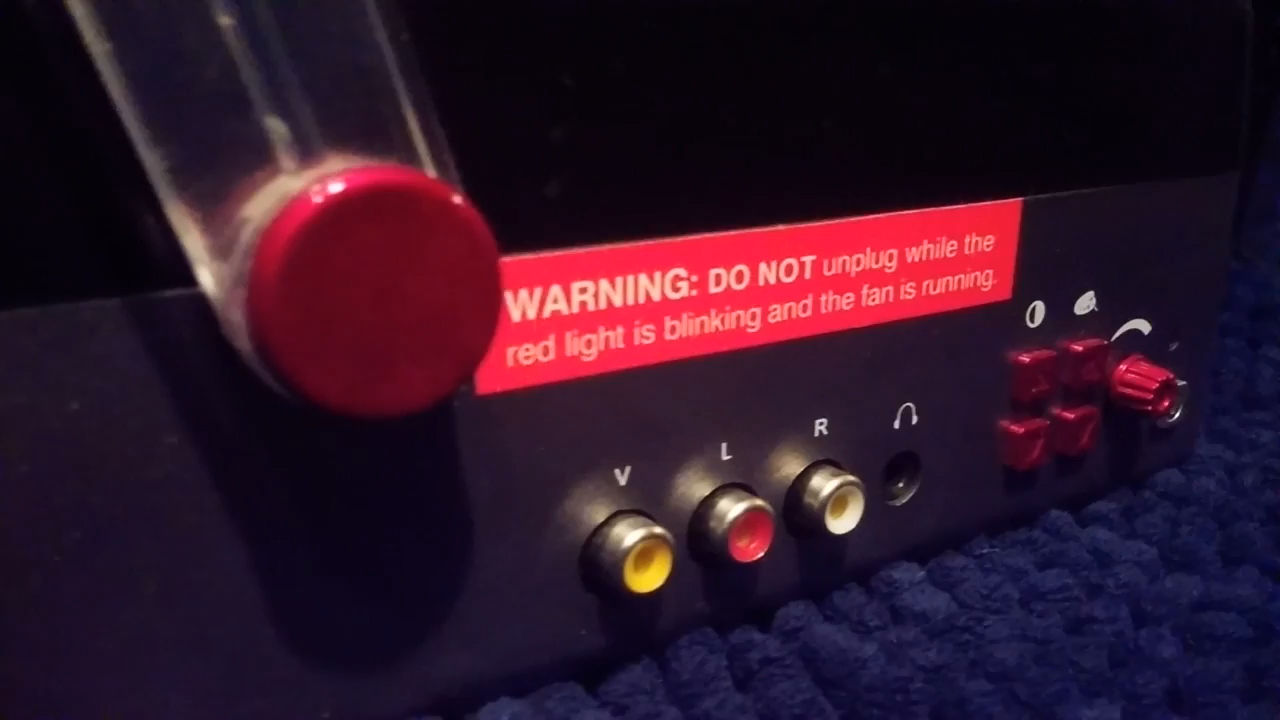 WARNING: DO NOT unplug while the
red light is blinking and the fan is running.
V
L
R